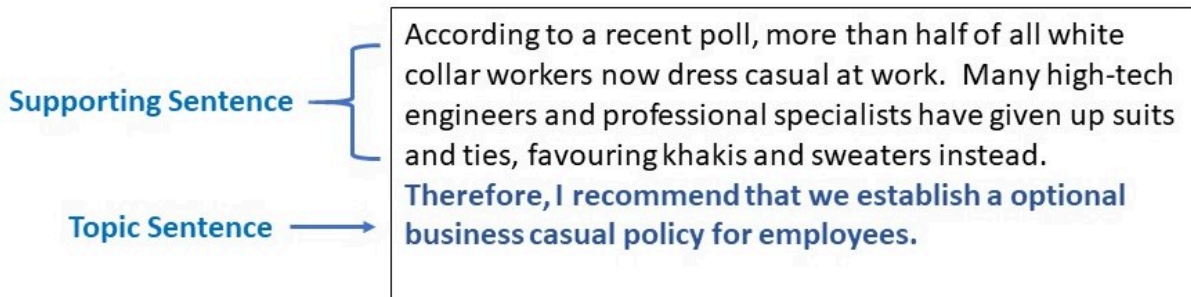 According to a recent poll, more than half of all white
collar workers now dress casual at work. Many high-tech
Supporting Sentence
engineers and professional specialists have given up suits
and ties, favouring khakis and sweaters instead.
Therefore, I recommend that we establish a optional
Topic Sentence
business casual policy for employees.